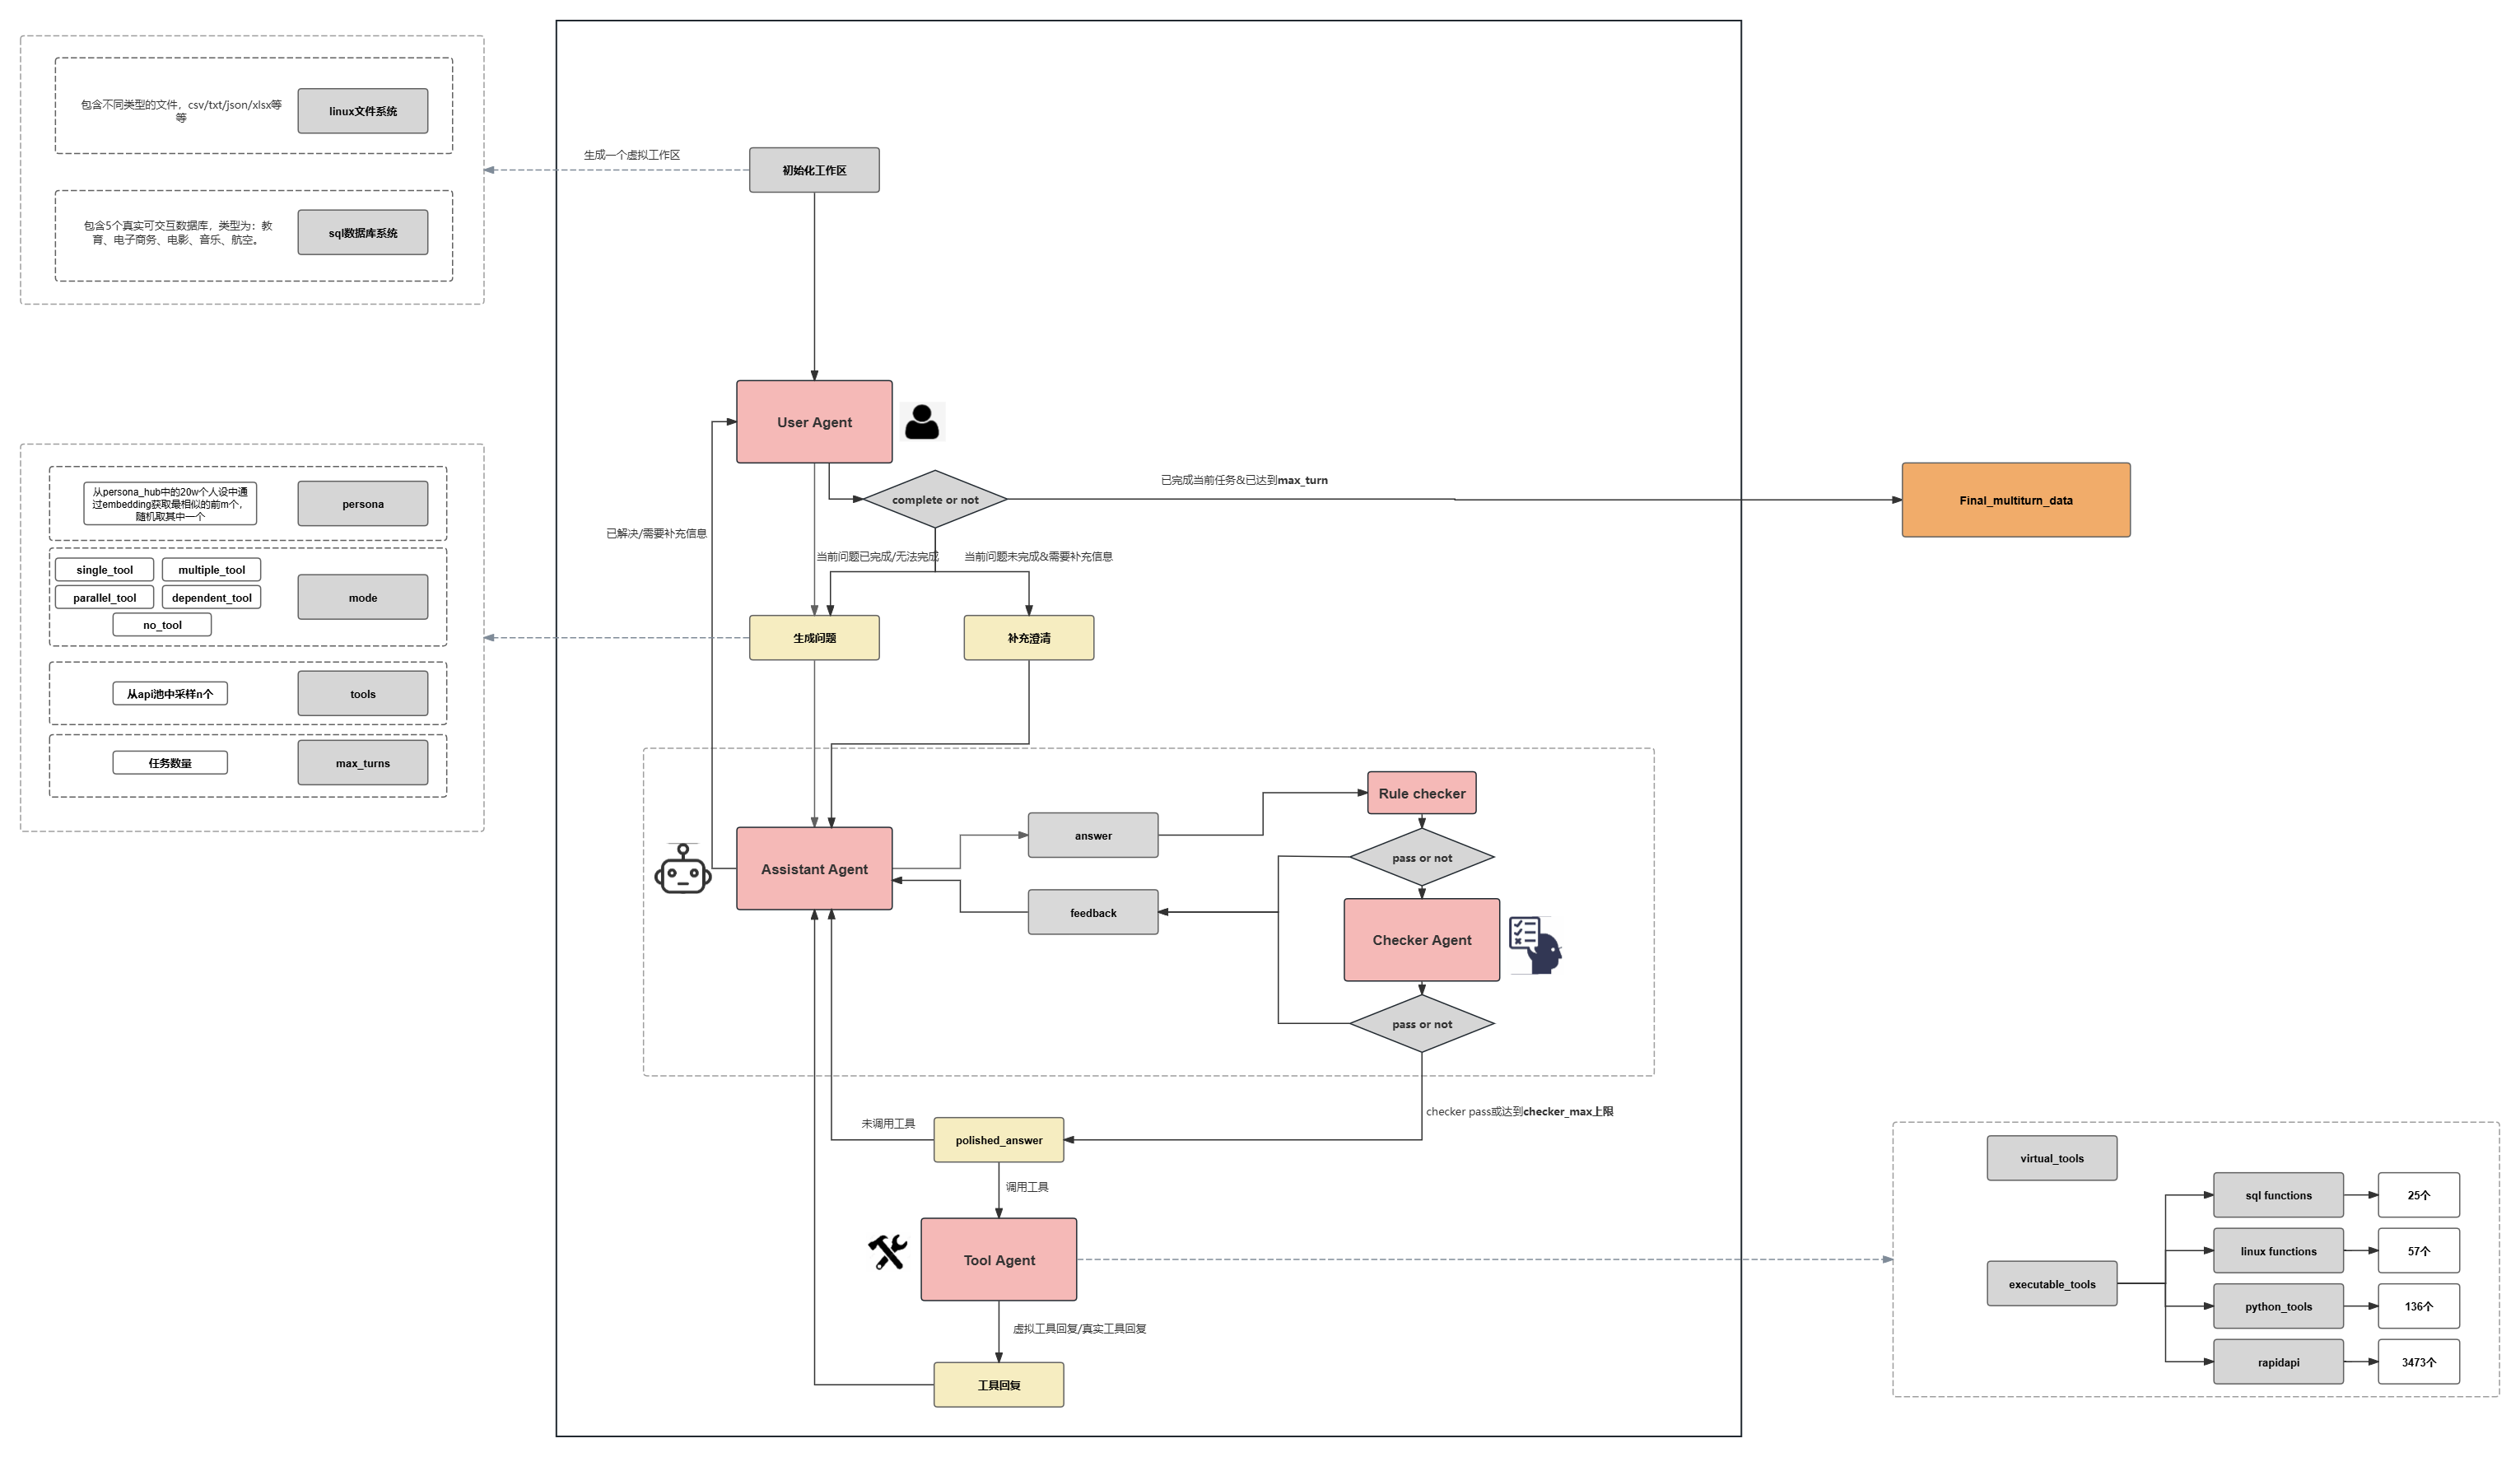 包含不同类型的文件，csv/txt/json/xlsx等
等
linux文件系统
包含5个真实可交互数据库，类型为：教
育、电子商务、电影、音乐、航空。
sql数据库系统
生成一个虚拟工作区
初始化工作区
User Agent
complete or not
已完成当前任务&已达到max_turn
Final_multiturn_data
已解决/需要补充信息
当前问题已完成/无法完成
当前问题未完成&需要补充信息
生成问题
补充澄清
从persona_hub中的20w个人设中通
过embedding获取最相似的前m个，
随机取其中一个
persona
single_tool
multiple_tool
parallel_tool
dependent_tool
no_tool
mode
从api池中采样n个
tools
任务数量
max_turns
Assistant Agent
answer
feedback
Rule checker
pass or not
Checker Agent
pass or not
checker pass或达到checker_max上限
未调用工具
polished_answer
调用工具
Tool Agent
虚拟工具回复/真实工具回复
工具回复
virtual_tools
executable_tools
sql functions
25个
linux functions
57个
python_tools
136个
rapidapi
3473个